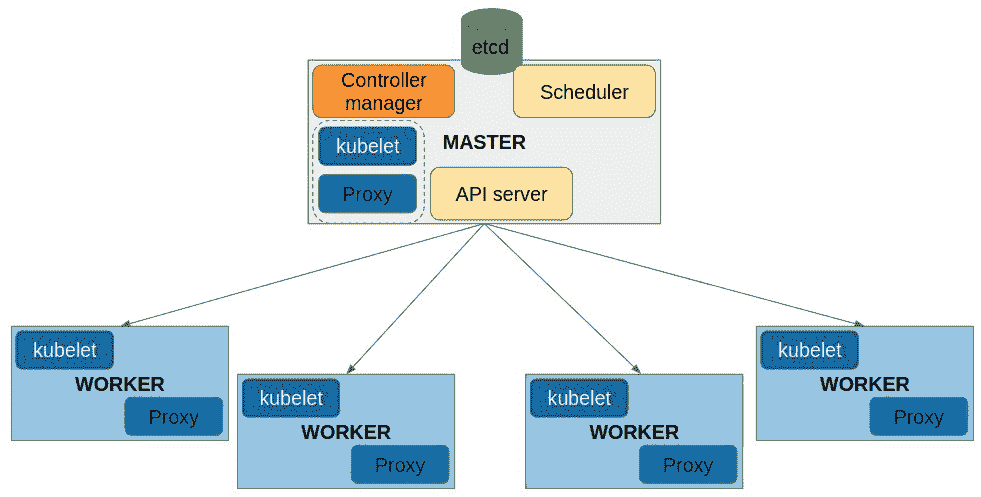 etcd
Controller
manager
Scheduler
kubelet
MASTER
Proxy
API server
kubelet
WORKER
Proxy
kubelet
WORKER
Proxy
kubelet
WORKER
Proxy
kubelet
WORKER
Proxy